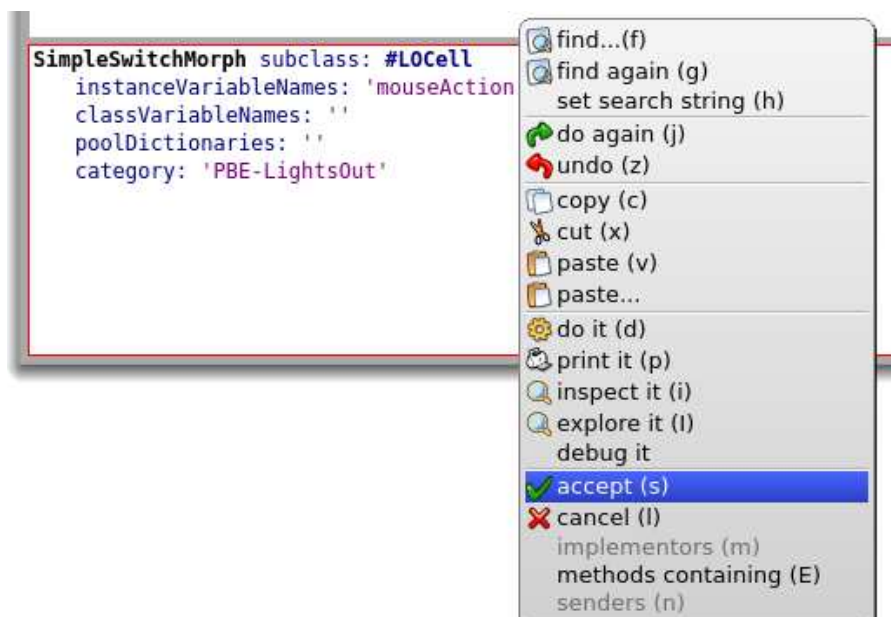 SimpleSwitchMorph subclass: #LOCell
instanceVariableNames: 'mouseAction
classVariableNames: ''
poolDictionaries: ''
category: 'PBE-LightsOut'
find...(f)
find again (g)
set search string (h)
do again (j)
undo (z)
copy (c)
cut (x)
paste (v)
paste...
do it (d)
print it (p)
inspect it (i)
explore it (I)
debug it
accept (s)
cancel (l)
implementors (m)
methods containing (E)
senders (n)